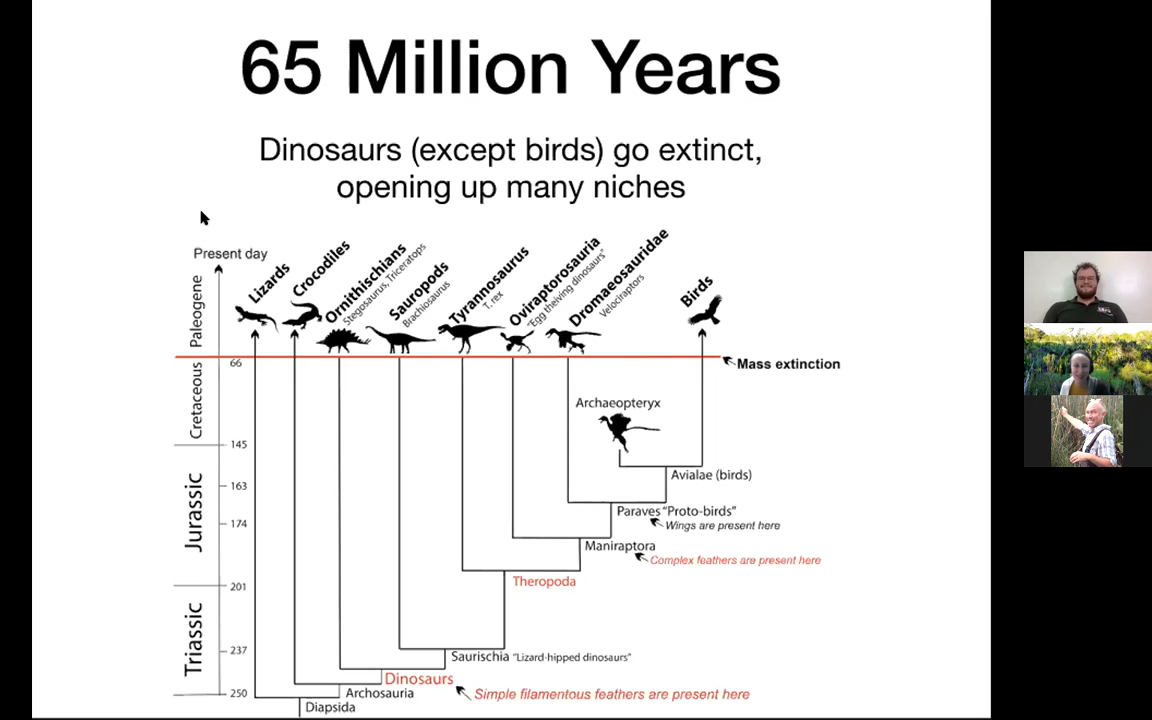 65 Million Years
Dinosaurs (except birds) go extinct,
opening up many niches
Present day
Lizards
Crocodiles
Ornithischians
Stegosaurus, Triceratops
Sauropods
Brachiosaurus
Tyrannosaurus
T. rex
Oviraptorosauria
"Egg theiving dinosaurs"
Dromaeosauridae
Velociraptors
Birds
Paleogene
66
Mass extinction
Cretaceous
Archaeopteryx
145
Avialae (birds)
Jurassic
163
Paraves "Proto-birds"
174
Wings are present here
Maniraptora
Complex feathers are present here
Theropoda
201
Triassic
237
Saurischia "Lizard-hipped dinosaurs"
Dinosaurs
250
Archosauria
Simple filamentous feathers are present here
Diapsida